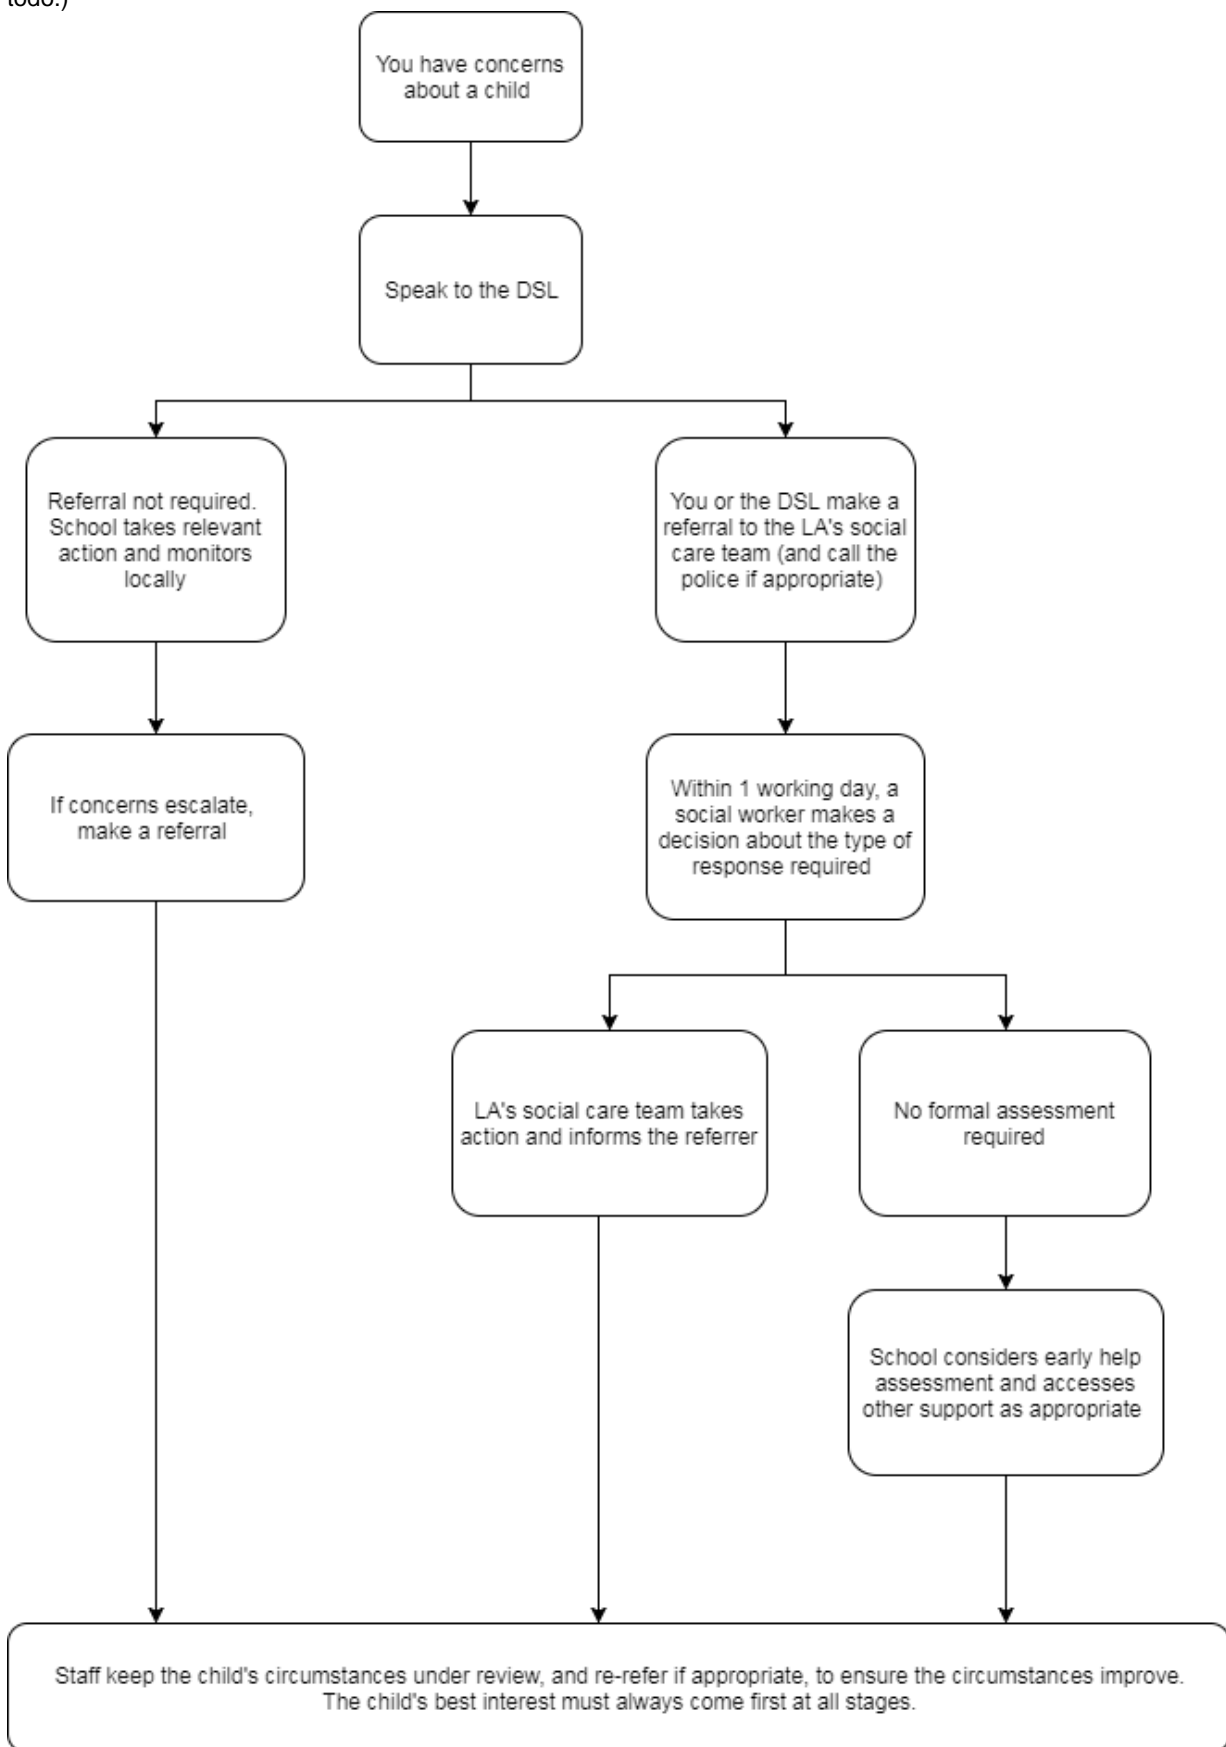 todo.)
You have concerns
about a child
Speak to the DSL
Referral not required.
School takes relevant
action and monitors
locally
You or the DSL make a
referral to the LA's social
care team (and call the
police if appropriate)
If concerns escalate,
make a referral
Within 1 working day, a
social worker makes a
decision about the type of
response required
LA's social care team takes
action and informs the referrer
No formal assessment
required
School considers early help
assessment and accesses
other support as appropriate
Staff keep the child's circumstances under review, and re-refer if appropriate, to ensure the circumstances improve.
The child's best interest must always come first at all stages.